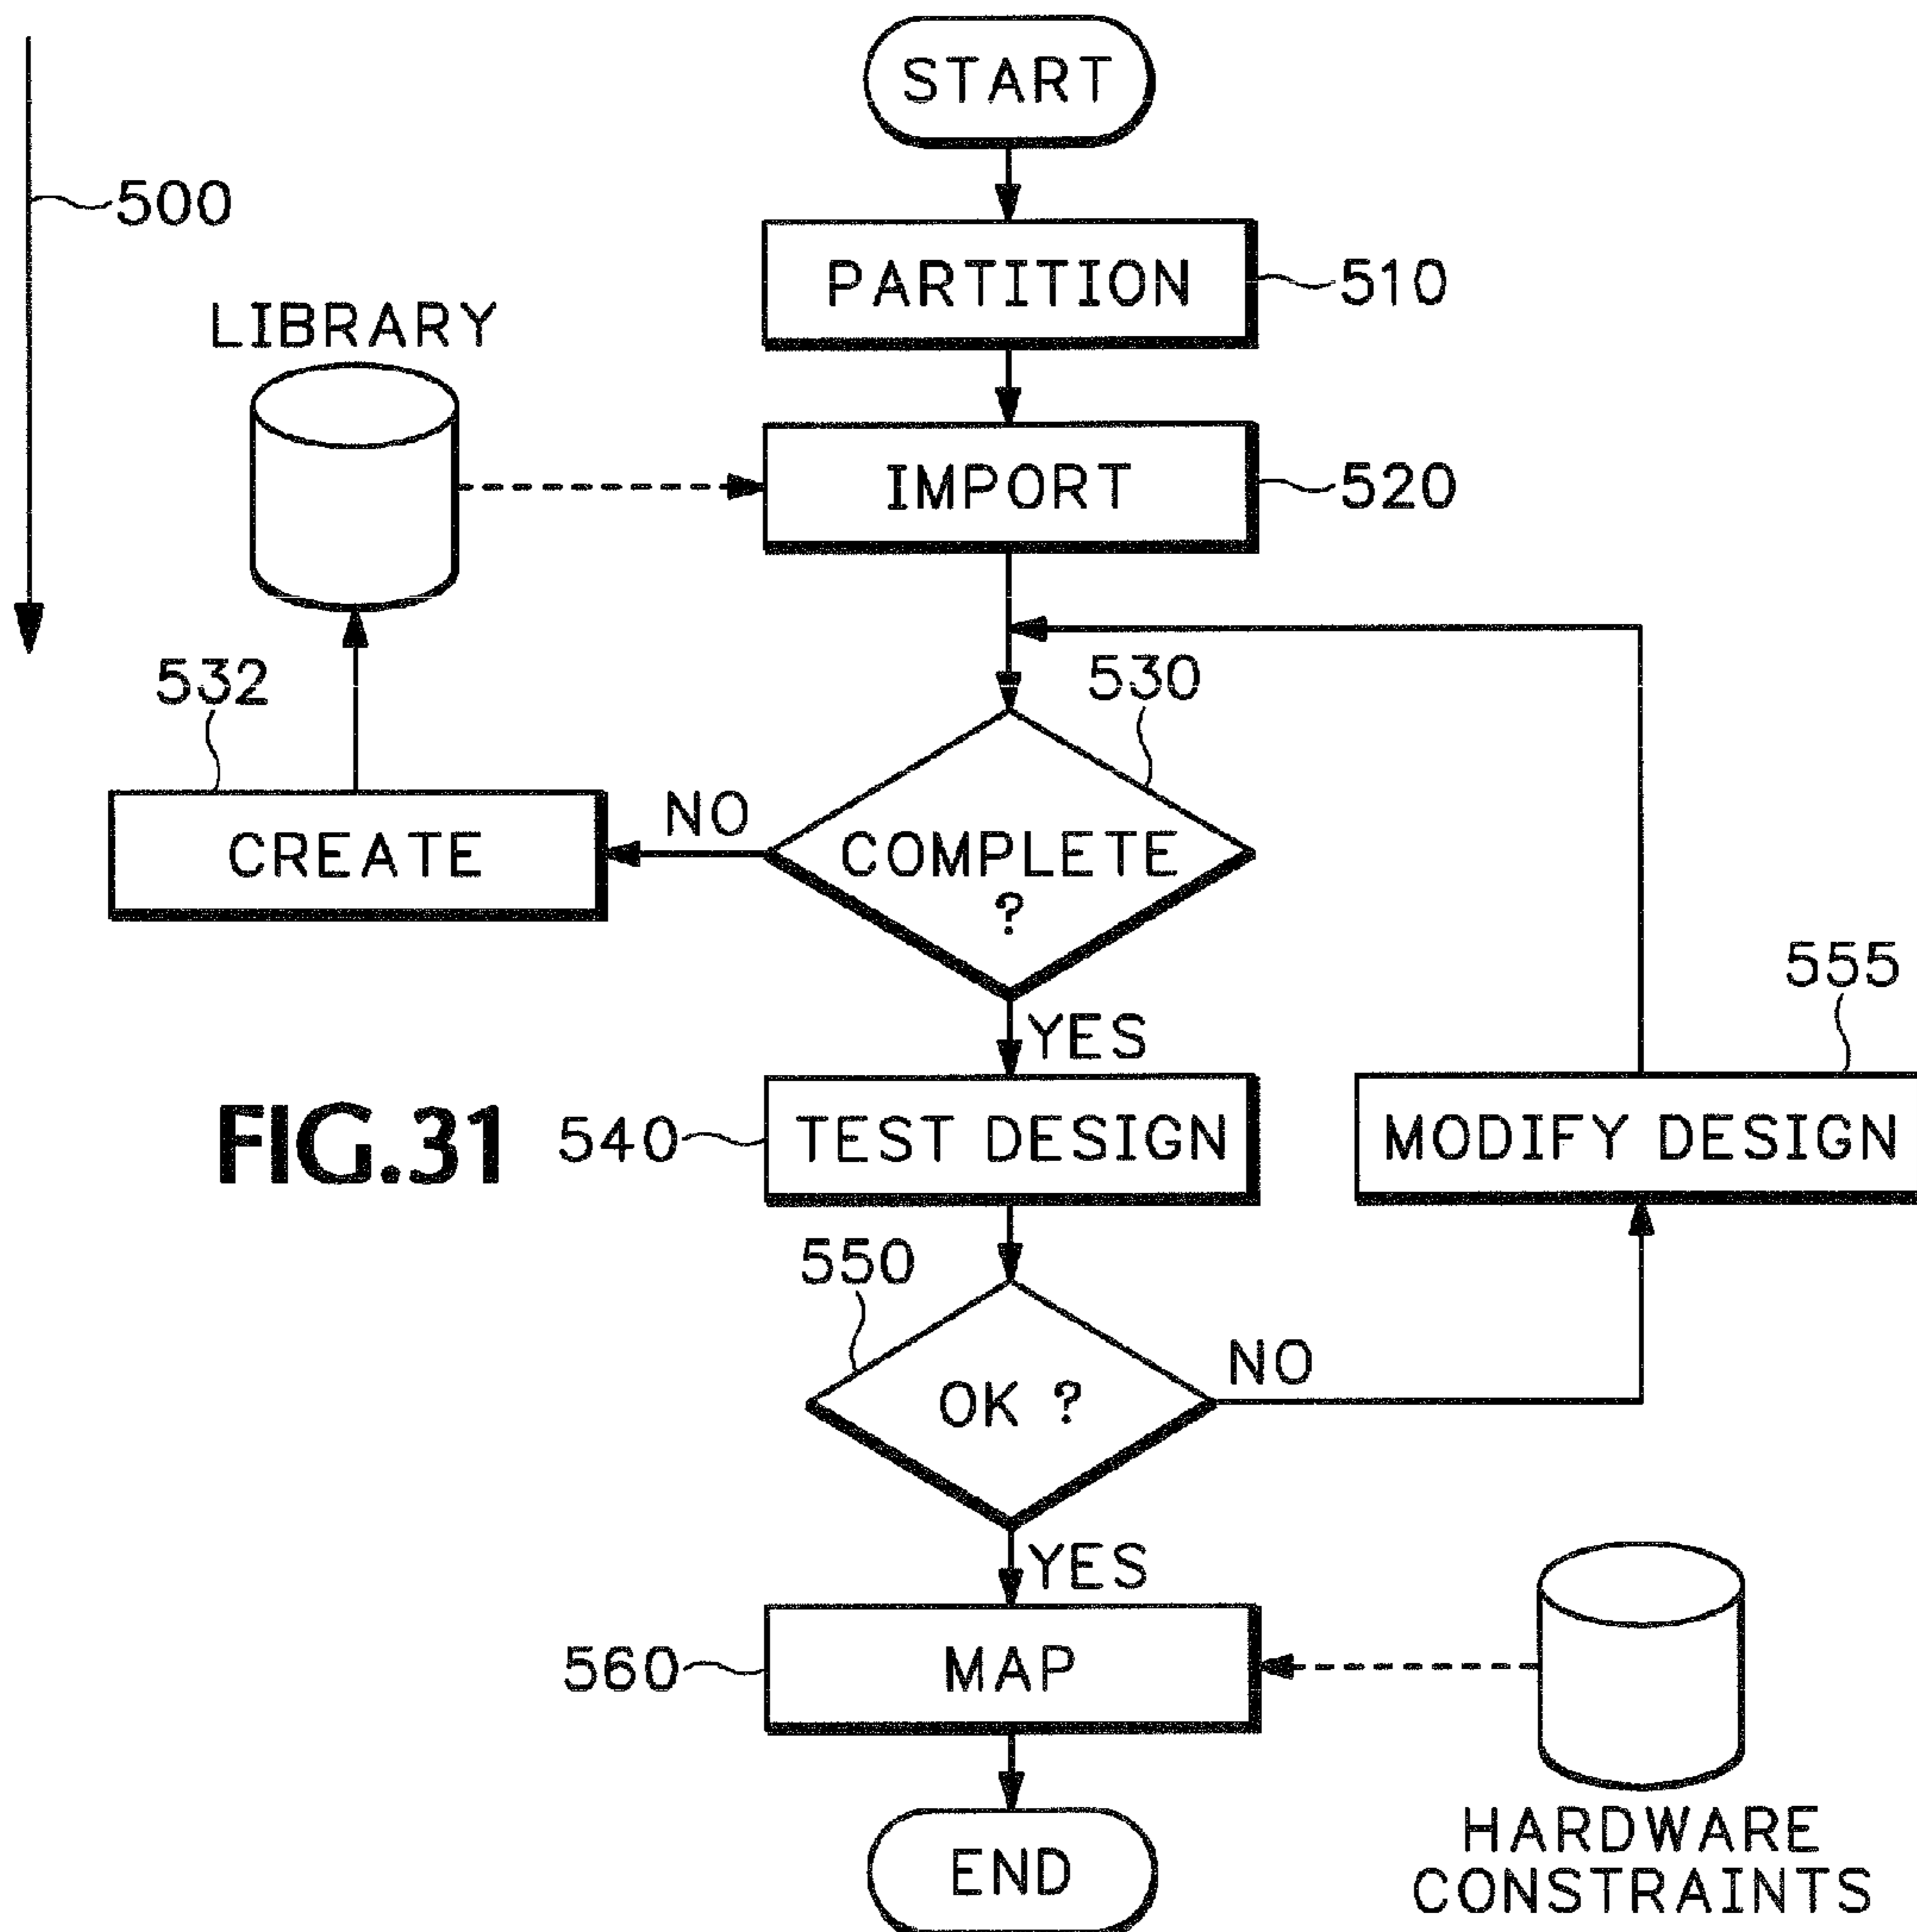 START
500
PARTITION
510
LIBRARY
IMPORT
520
532
530
NO
CREATE
COMPLETE
?
555
YES
FIG.31
540
TEST DESIGN
MODIFY DESIGN
550
NO
OK ?
YES
560
MAP
HARDWARE
CONSTRAINTS
END